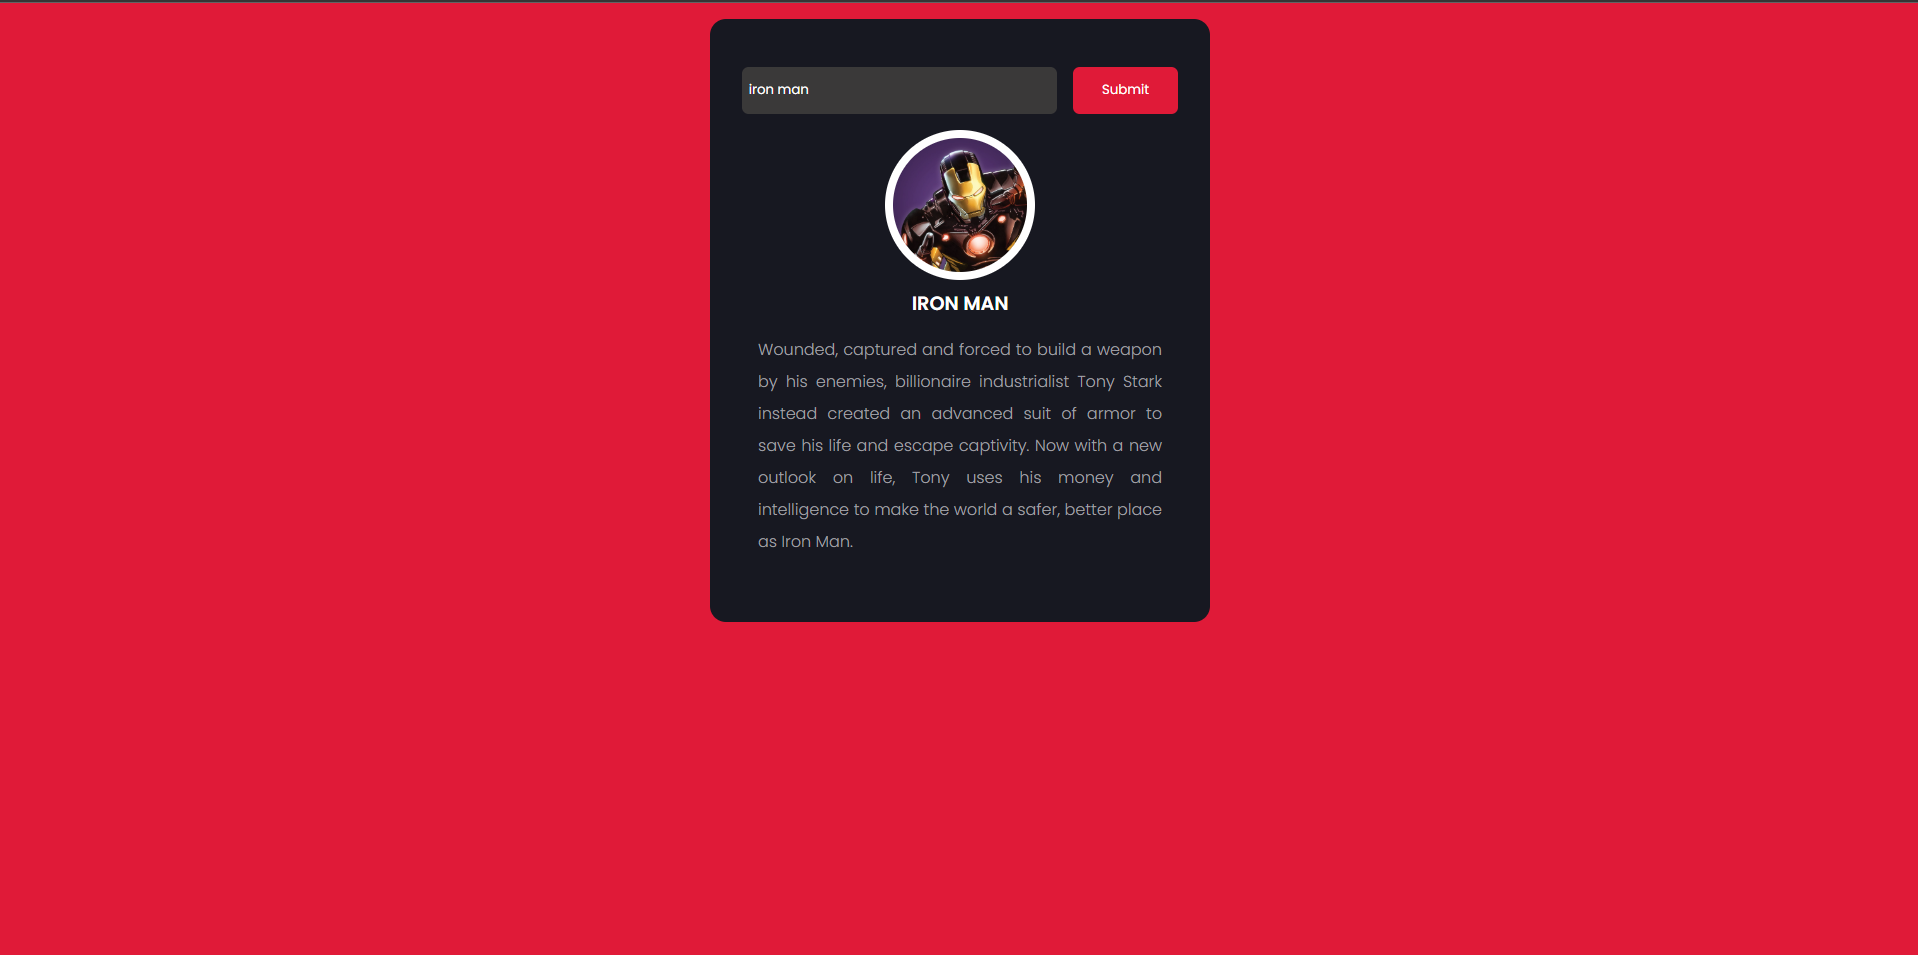 iron man
Submit
IRON MAN
Wounded, captured and forced to build a weapon
by his enemies, billionaire industrialist Tony Stark
instead created an advanced suit of armor to
save his life and escape captivity. Now with a new
outlook on life, Tony uses his money and
intelligence to make the world a safer, better place
as Iron Man.